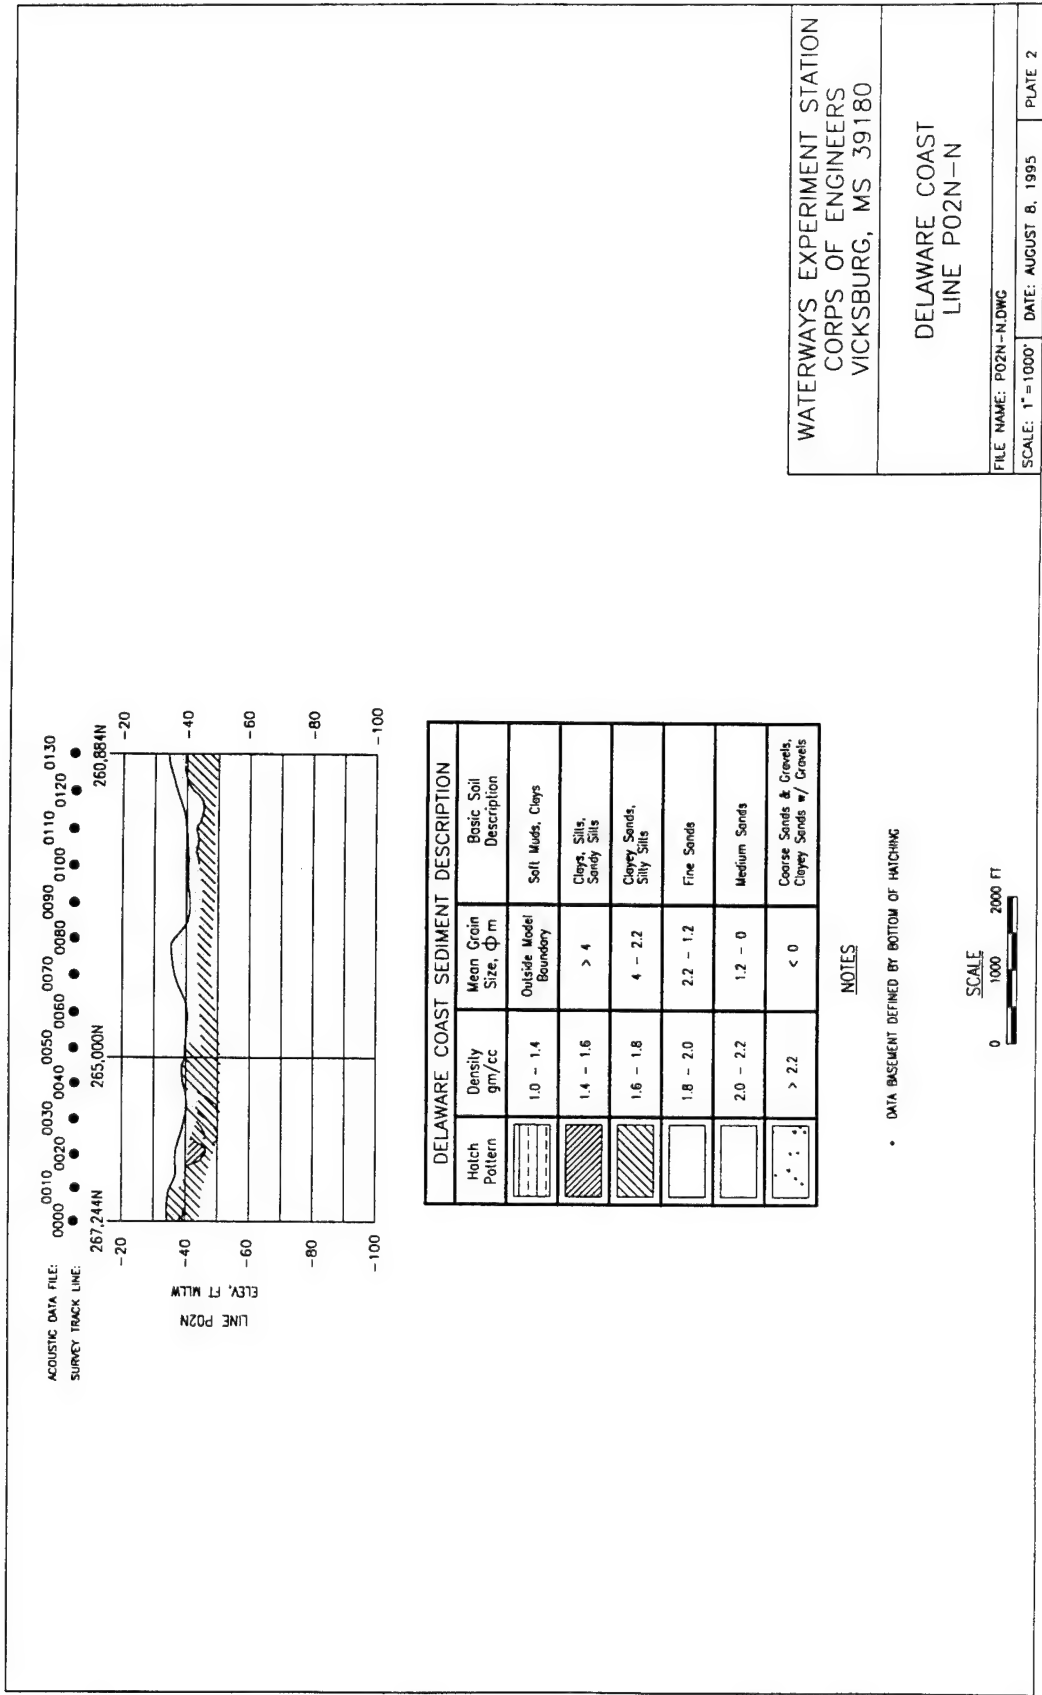 ACOUSTIC DATA FILE:
0000 0010 0020 0030 0040 0050 0060 0070 0080 0090 0100 0110 0120 0130
SURVEY TRACK LINE:
267,244N 265,000N 260,884N
-20 -20
-40 -40
-60 -60
-80 -80
-100 -100
LINE P02N
ELEV, FT MLLW
DELAWARE COAST SEDIMENT DESCRIPTION
Hatch Pattern
Density gm/cc
Mean Grain Size, ϕ m
Basic Soil Description
1.0 - 1.4
Outside Model Boundary
Soft Muds, Clays
1.4 - 1.6
> 4
Clays, Silts, Sandy Silts
1.6 - 1.8
4 - 2.2
Clayey Sands, Silty Silts
1.8 - 2.0
2.2 - 1.2
Fine Sands
2.0 - 2.2
1.2 - 0
Medium Sands
> 2.2
< 0
Coarse Sands & Gravels, Clayey Sands w/ Gravels
NOTES
• DATA BASEMENT DEFINED BY BOTTOM OF HATCHING
SCALE
0 1000 2000 FT
WATERWAYS EXPERIMENT STATION
CORPS OF ENGINEERS
VICKSBURG, MS 39180
DELAWARE COAST
LINE P02N-N
FILE NAME: P02N-N.DWG
SCALE: 1"=1000' DATE: AUGUST 8, 1995 PLATE 2